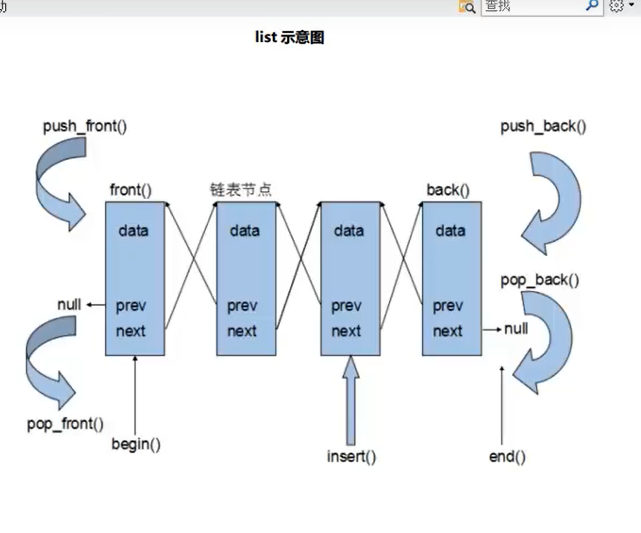 查找
list 示意图
push_front()
push_back()
front()
链表节点
back()
data
data
data
data
pop_back()
null
prev
prev
prev
prev
next
next
next
next
null
pop_front()
begin()
insert()
end()